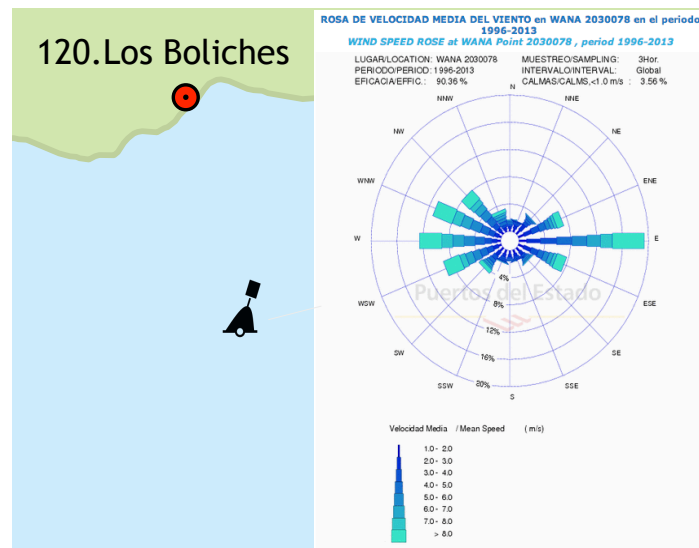 120.Los Boliches
ROSA DE VELOCIDAD MEDIA DEL VIENTO en WANA 2030078 en el periodo
1996-2013
WIND SPEED ROSE at WANA Point 2030078 , period 1996-2013
LUGAR/LOCATION: WANA 2030078 MUESTREO/SAMPLING: 3Hor.
PERIODO/PERIOD: 1996-2013 INTERVALO/INTERVAL: Global
EFICACIA/EFFIC.: 90.36 % CALMAS/CALMS,<1.0 m/s : 3.56 %
N
NNW NNE
NW NE
WNW ENE
W E
4%
Puertos del Estado
WSW 8% ESE
12%
SW SE
16%
SSW 20% SSE
S
Velocidad Media / Mean Speed (m/s)
1.0- 2.0
2.0- 3.0
3.0- 4.0
4.0- 5.0
5.0- 6.0
6.0- 7.0
7.0- 8.0
> 8.0